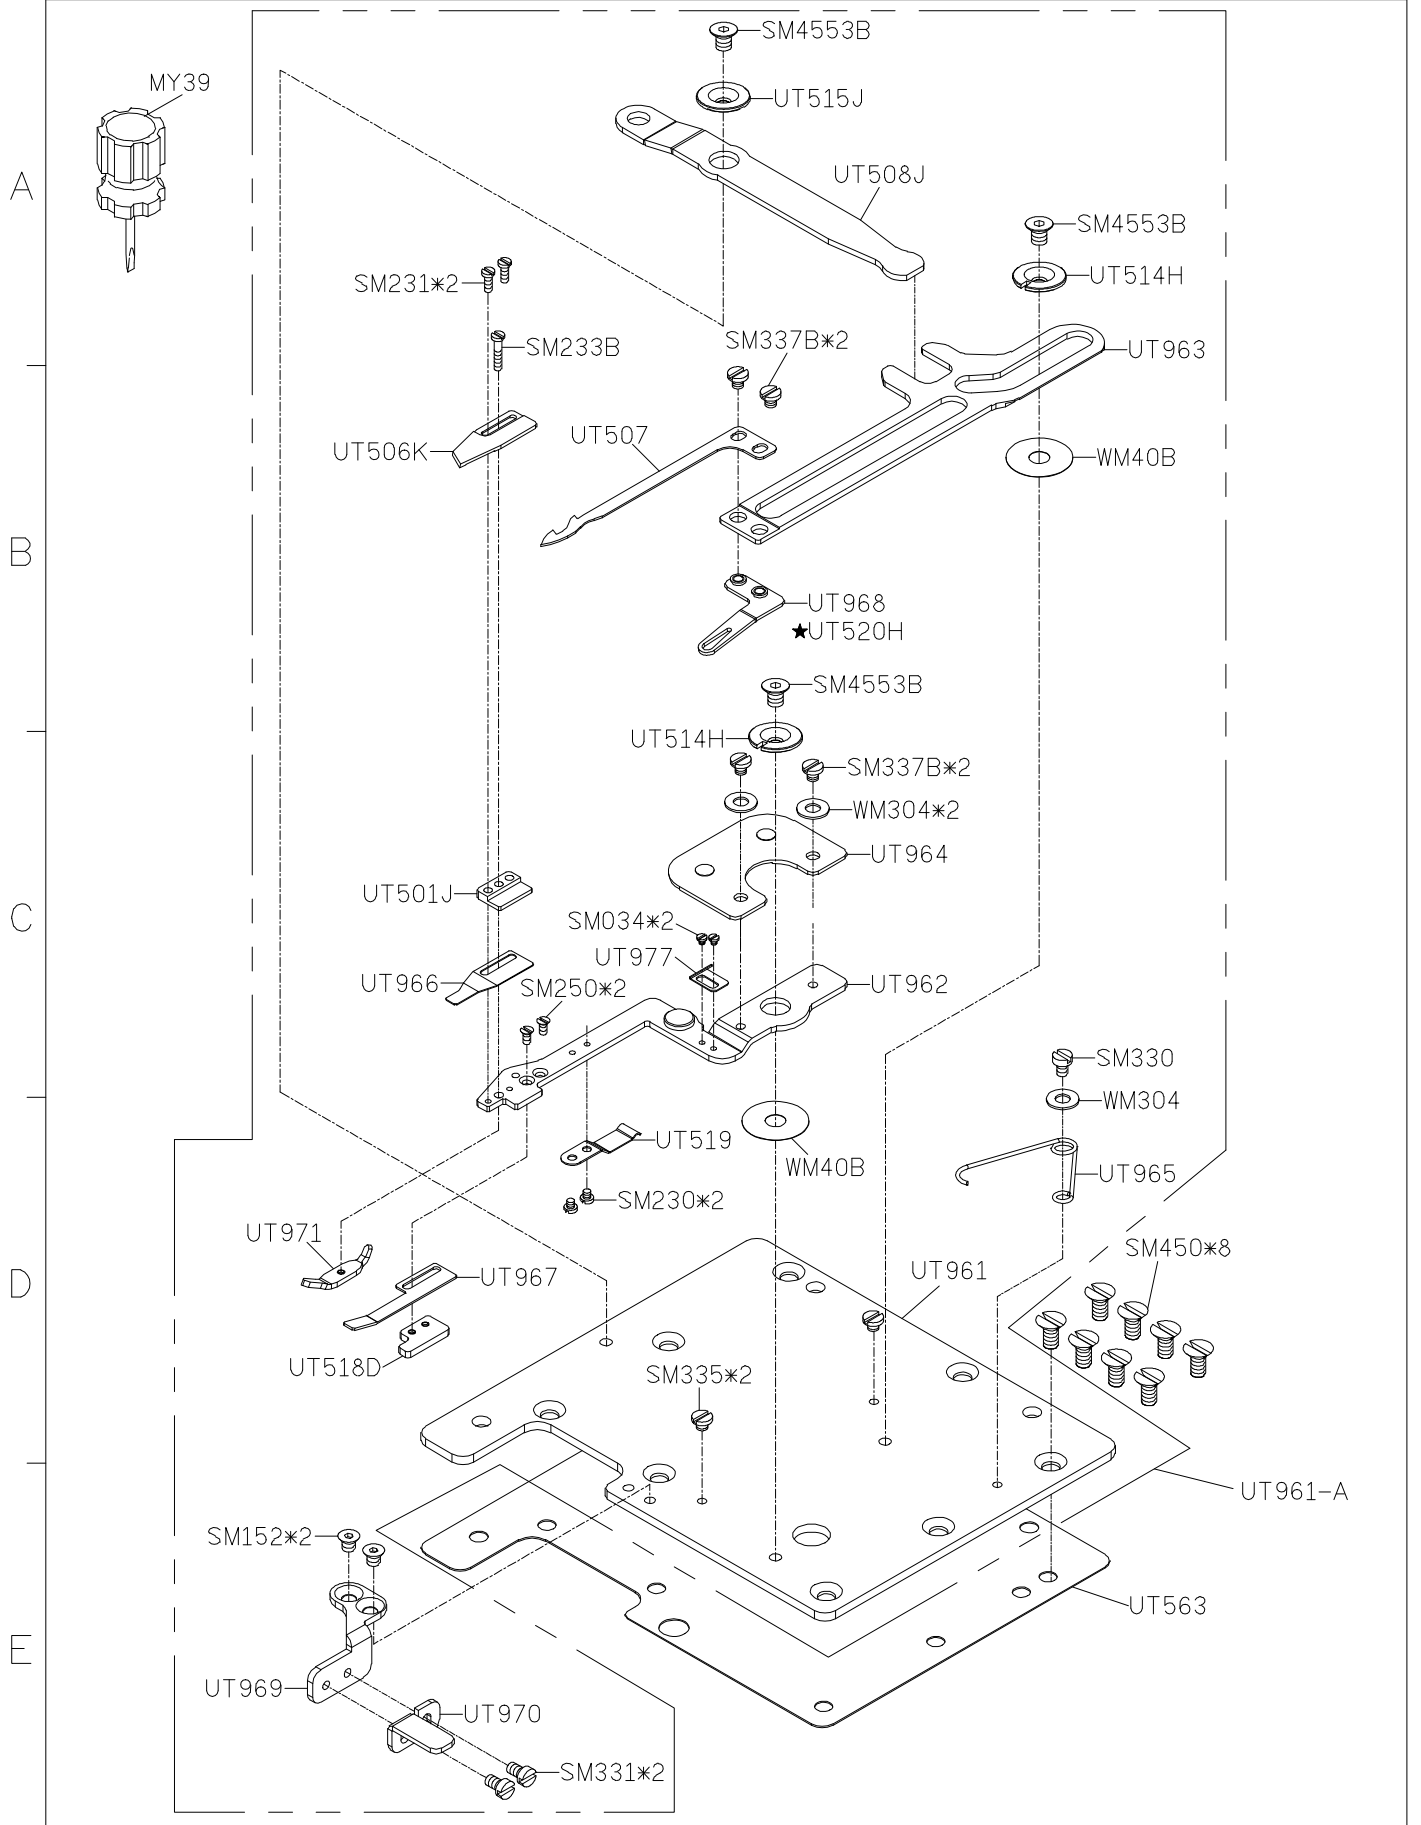 SM4553B
MY39
UT515J
A
UT508J
SM4553B
UT514H
SM231*2
SM233B
SM337B*2
UT963
UT507
UT506K
WM40B
B
UT968
★UT520H
SM4553B
UT514H
SM337B*2
WM304*2
UT964
UT501J
C
SM034*2
UT977
UT966
SM250*2
UT962
SM330
WM304
UT519
WM40B
UT965
SM230*2
UT971
SM450*8
D
UT967
UT961
UT518D
SM335*2
UT961-A
SM152*2
UT563
E
UT969
UT970
SM331*2